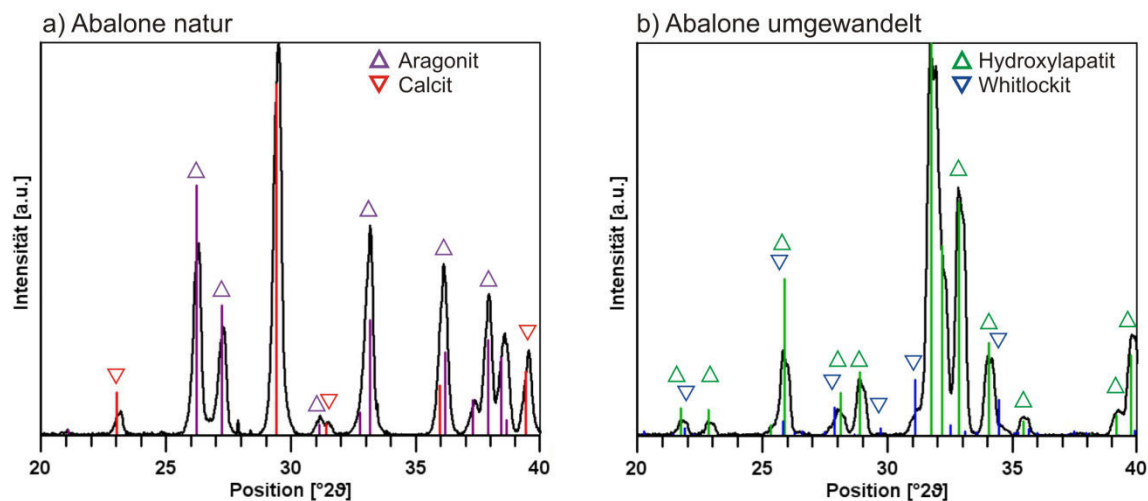 a) Abalone natur
Aragonit
Calcit
Intensität [a.u.]
20 25 30 35 40
Position [°2ϑ]
b) Abalone umgewandelt
Hydroxylapatit
Whitlockit
Intensität [a.u.]
20 25 30 35 40
Position [°2ϑ]